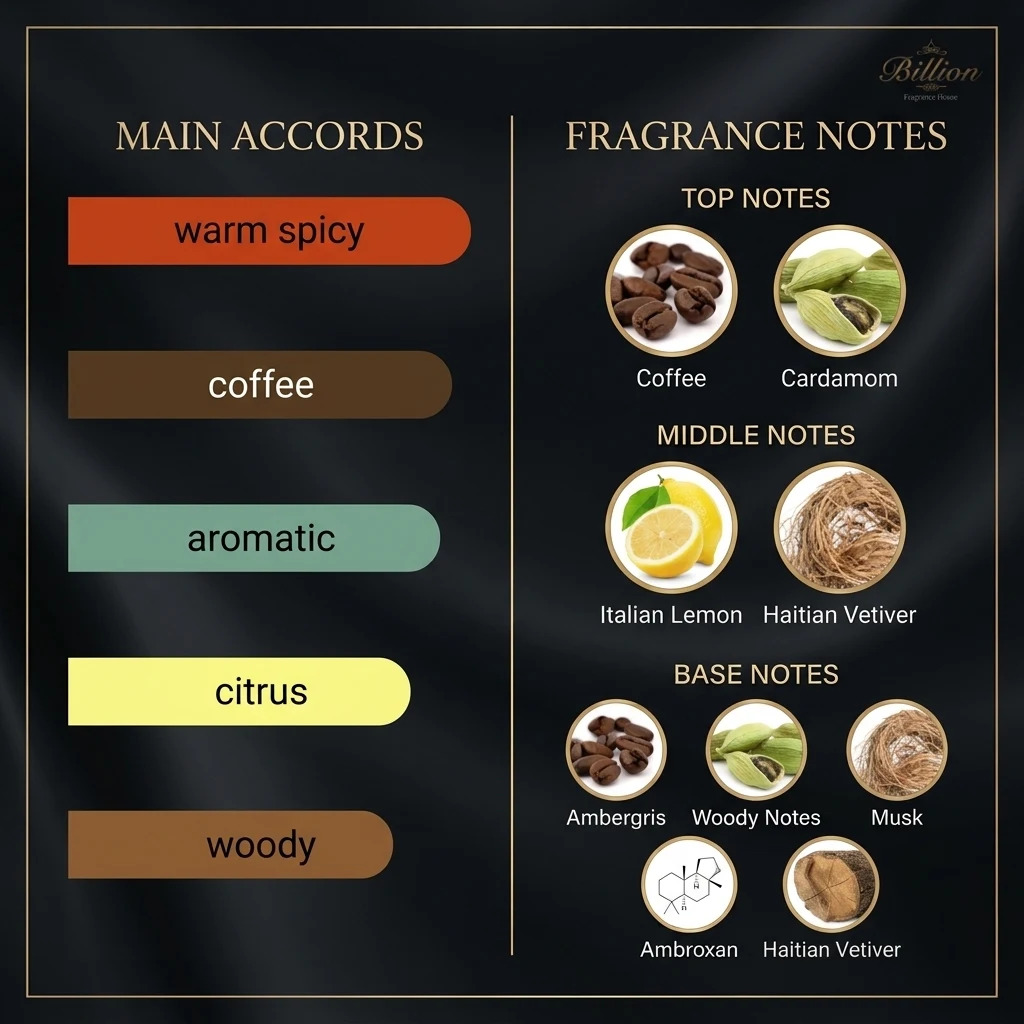 Billion
Fragrance House
MAIN ACCORDS
warm spicy
coffee
aromatic
citrus
woody
FRAGRANCE NOTES
TOP NOTES
Coffee
Cardamom
MIDDLE NOTES
Italian Lemon
Haitian Vetiver
BASE NOTES
Ambergris
Woody Notes
Musk
Ambroxan
Haitian Vetiver